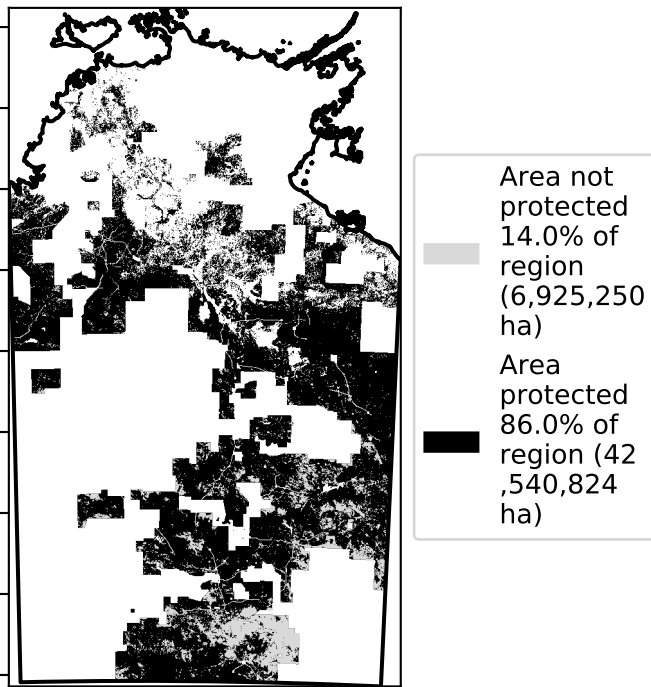 Area not
protected
14.0% of
region
(6,925,250
ha)
Area
protected
86.0% of
region (42
,540,824
ha)